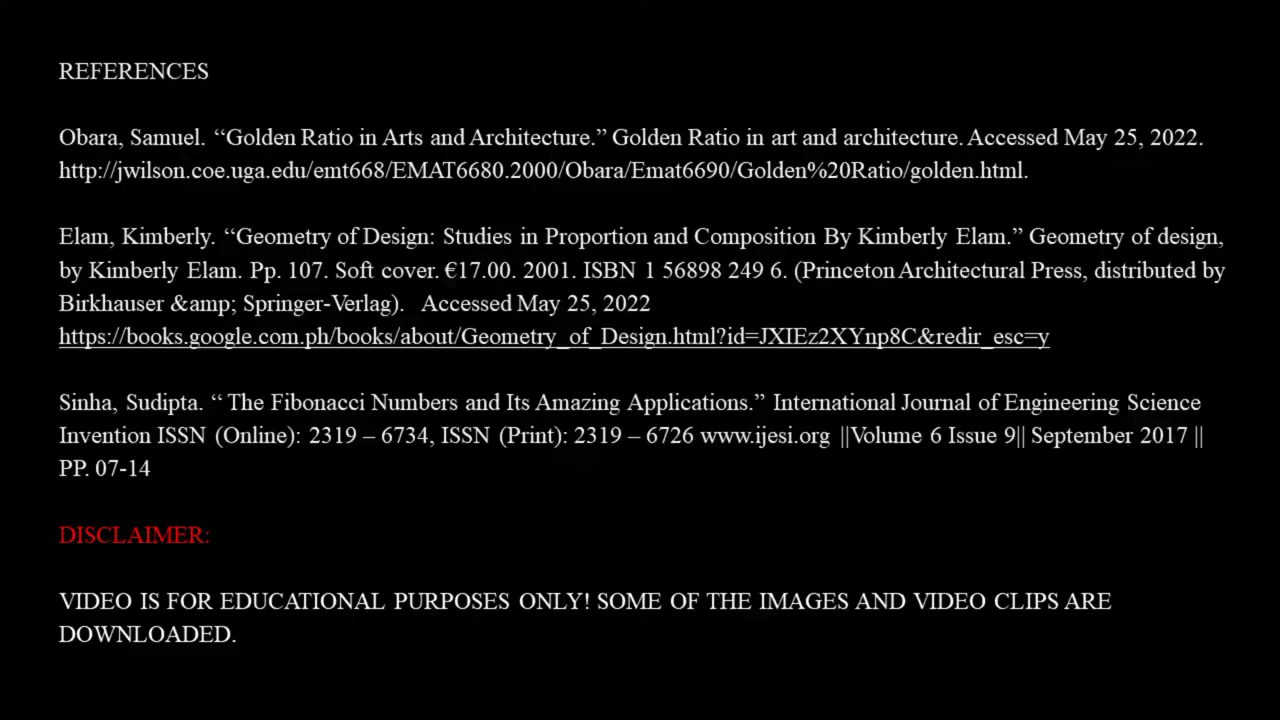 REFERENCES
Obara, Samuel. “Golden Ratio in Arts and Architecture.” Golden Ratio in art and architecture. Accessed May 25, 2022.
http://jwilson.coe.uga.edu/emt668/EMAT6680.2000/Obara/Emat6690/Golden%20Ratio/golden.html.
Elam, Kimberly. “Geometry of Design: Studies in Proportion and Composition By Kimberly Elam.” Geometry of design,
by Kimberly Elam. Pp. 107. Soft cover. €17.00. 2001. ISBN 1 56898 249 6. (Princeton Architectural Press, distributed by
Birkhauser &amp; Springer-Verlag). Accessed May 25, 2022
https://books.google.com.ph/books/about/Geometry_of_Design.html?id=JXIEz2XYnp8C&redir_esc=y
Sinha, Sudipta. “ The Fibonacci Numbers and Its Amazing Applications.” International Journal of Engineering Science
Invention ISSN (Online): 2319 – 6734, ISSN (Print): 2319 – 6726 www.ijesi.org ||Volume 6 Issue 9|| September 2017 ||
PP. 07-14
DISCLAIMER:
VIDEO IS FOR EDUCATIONAL PURPOSES ONLY! SOME OF THE IMAGES AND VIDEO CLIPS ARE
DOWNLOADED.